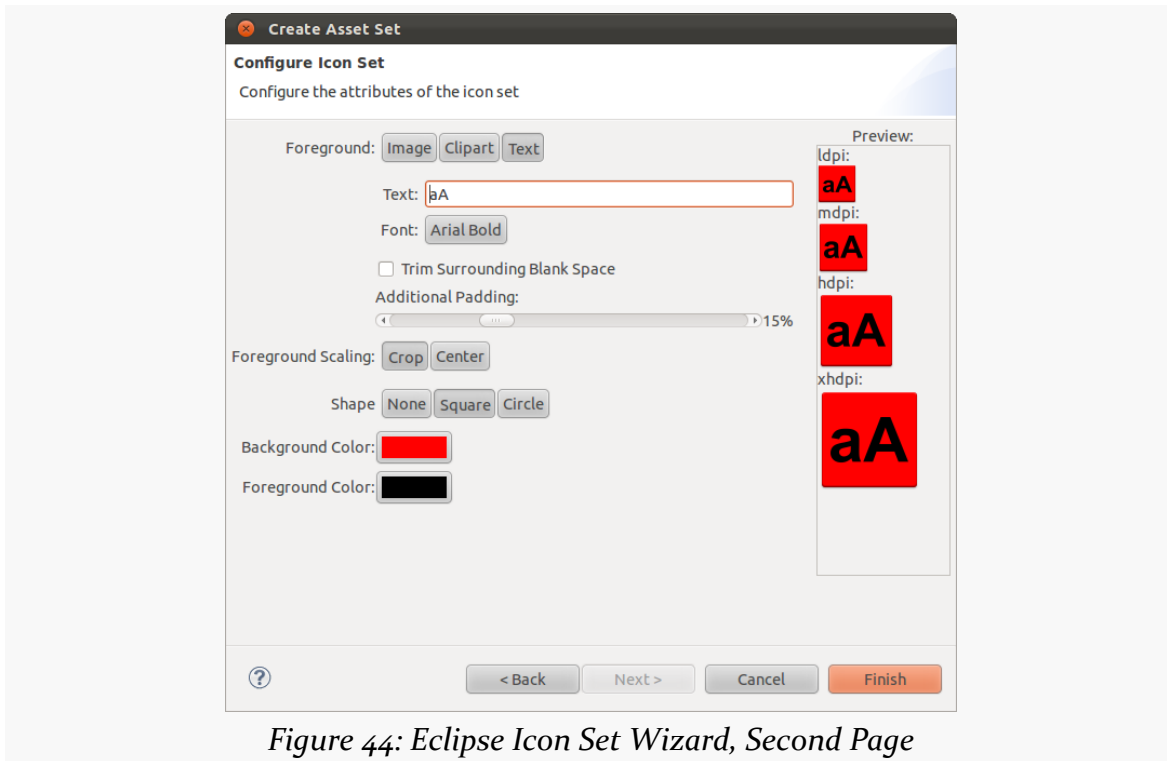 Create Asset Set
Configure Icon Set
Configure the attributes of the icon set
Foreground: Image Clipart Text
Text: aA
Font: Arial Bold
Trim Surrounding Blank Space
Additional Padding:
15%
Foreground Scaling: Crop Center
Shape None Square Circle
Background Color:
Foreground Color:
Preview:
ldpi:
aA
mdpi:
aA
hdpi:
aA
xhdpi:
aA
?
< Back Next > Cancel Finish
Figure 44: Eclipse Icon Set Wizard, Second Page